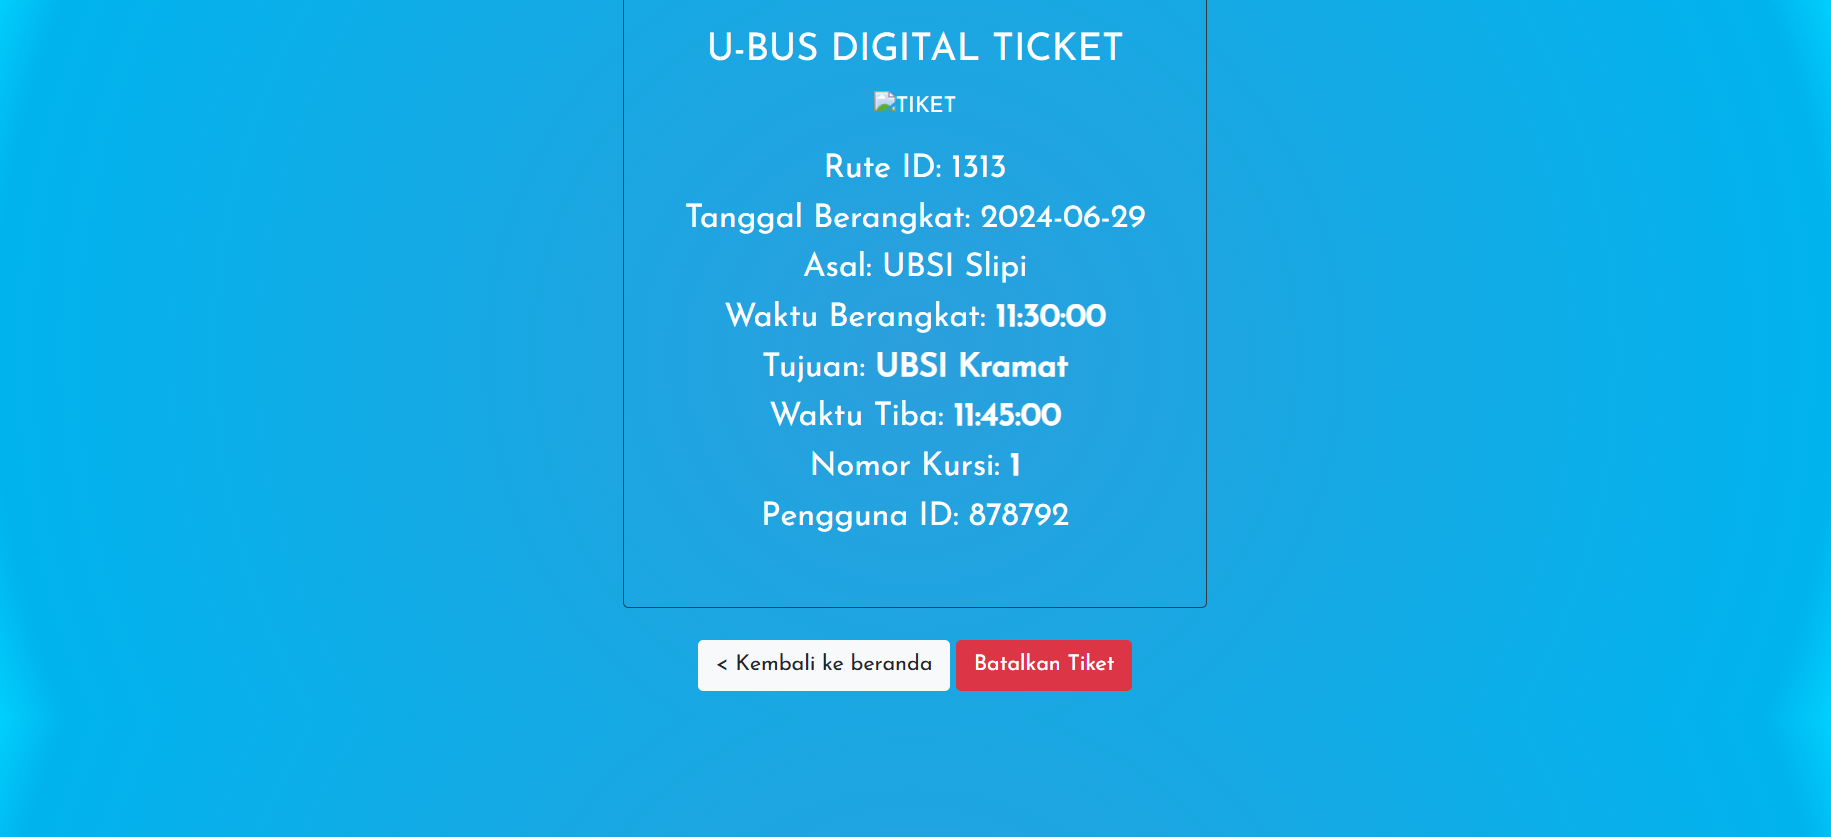 U-BUS DIGITAL TICKET
TIKET
Rute ID: 1313
Tanggal Berangkat: 2024-06-29
Asal: UBSI Slipi
Waktu Berangkat: 11:30:00
Tujuan: UBSI Kramat
Waktu Tiba: 11:45:00
Nomor Kursi: 1
Pengguna ID: 878792
< Kembali ke beranda Batalkan Tiket